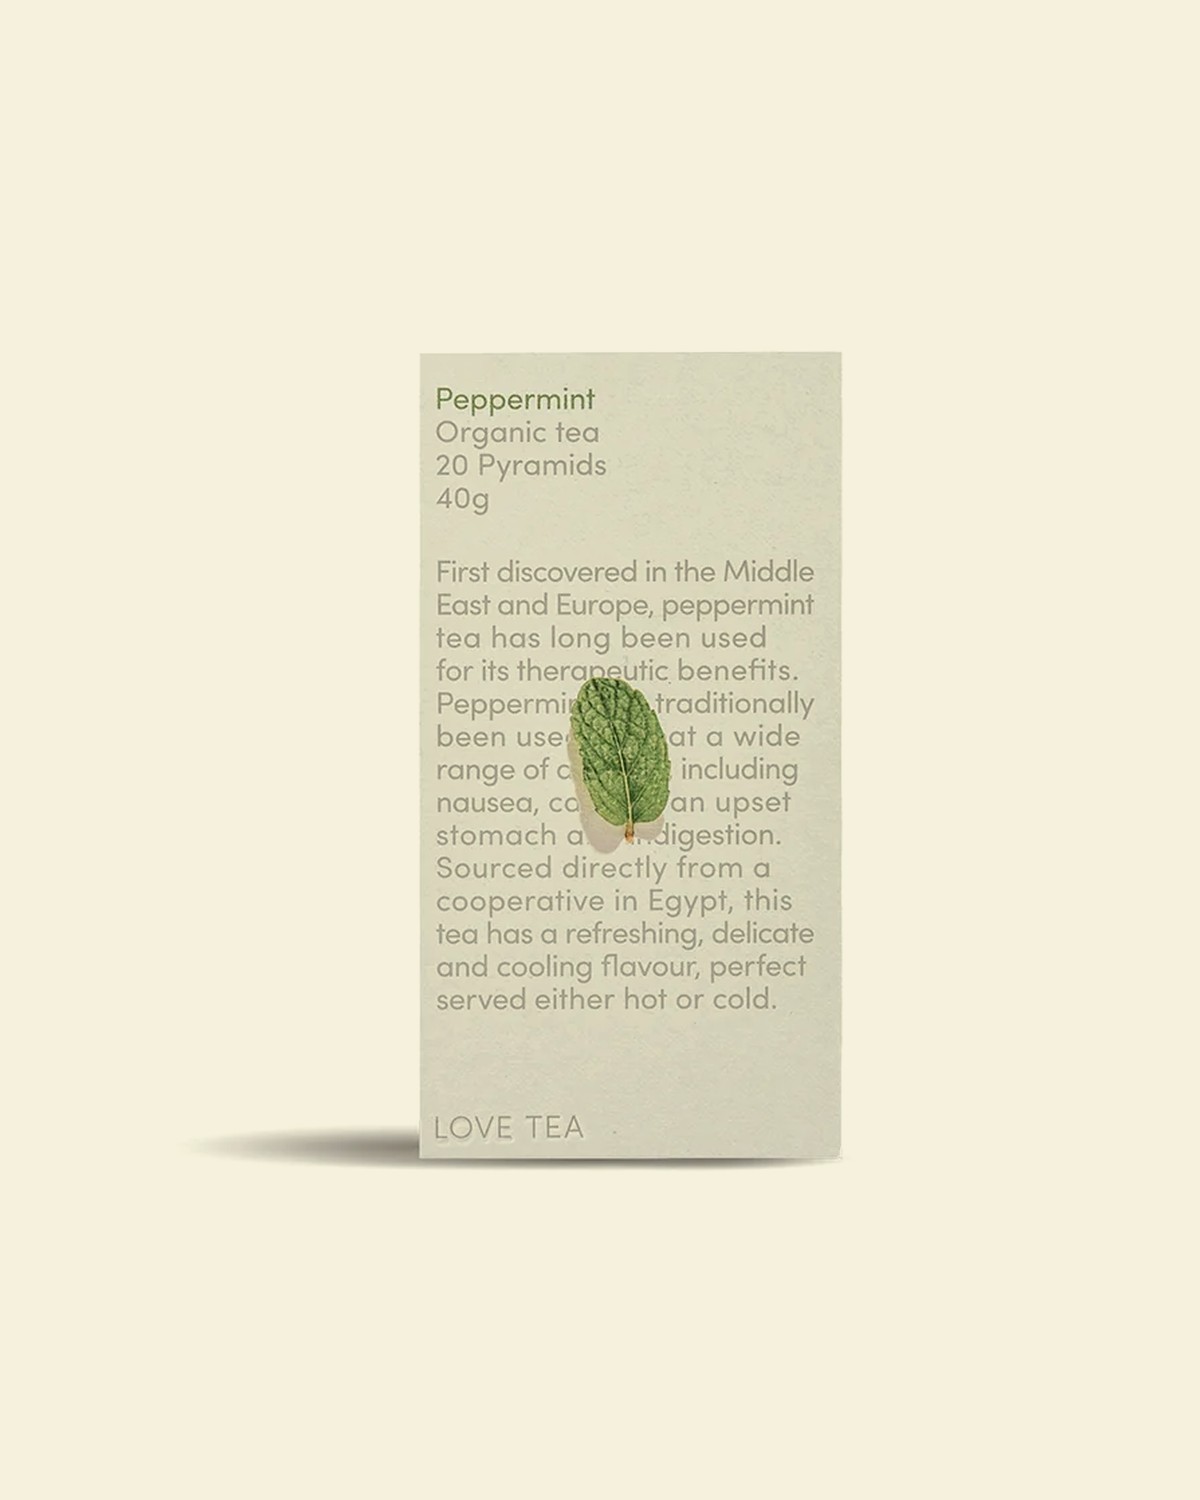 Peppermint
Organic tea
20 Pyramids
40g
First discovered in the Middle
East and Europe, peppermint
tea has long been used
for its therapeutic benefits.
traditionally
been a wide
range of including
nausea, an upset
stomach
Sourced directly from a
cooperative in Egypt, this
tea has a refreshing, delicate
and cooling flavour, perfect
served either hot or cold.
LOVE TEA